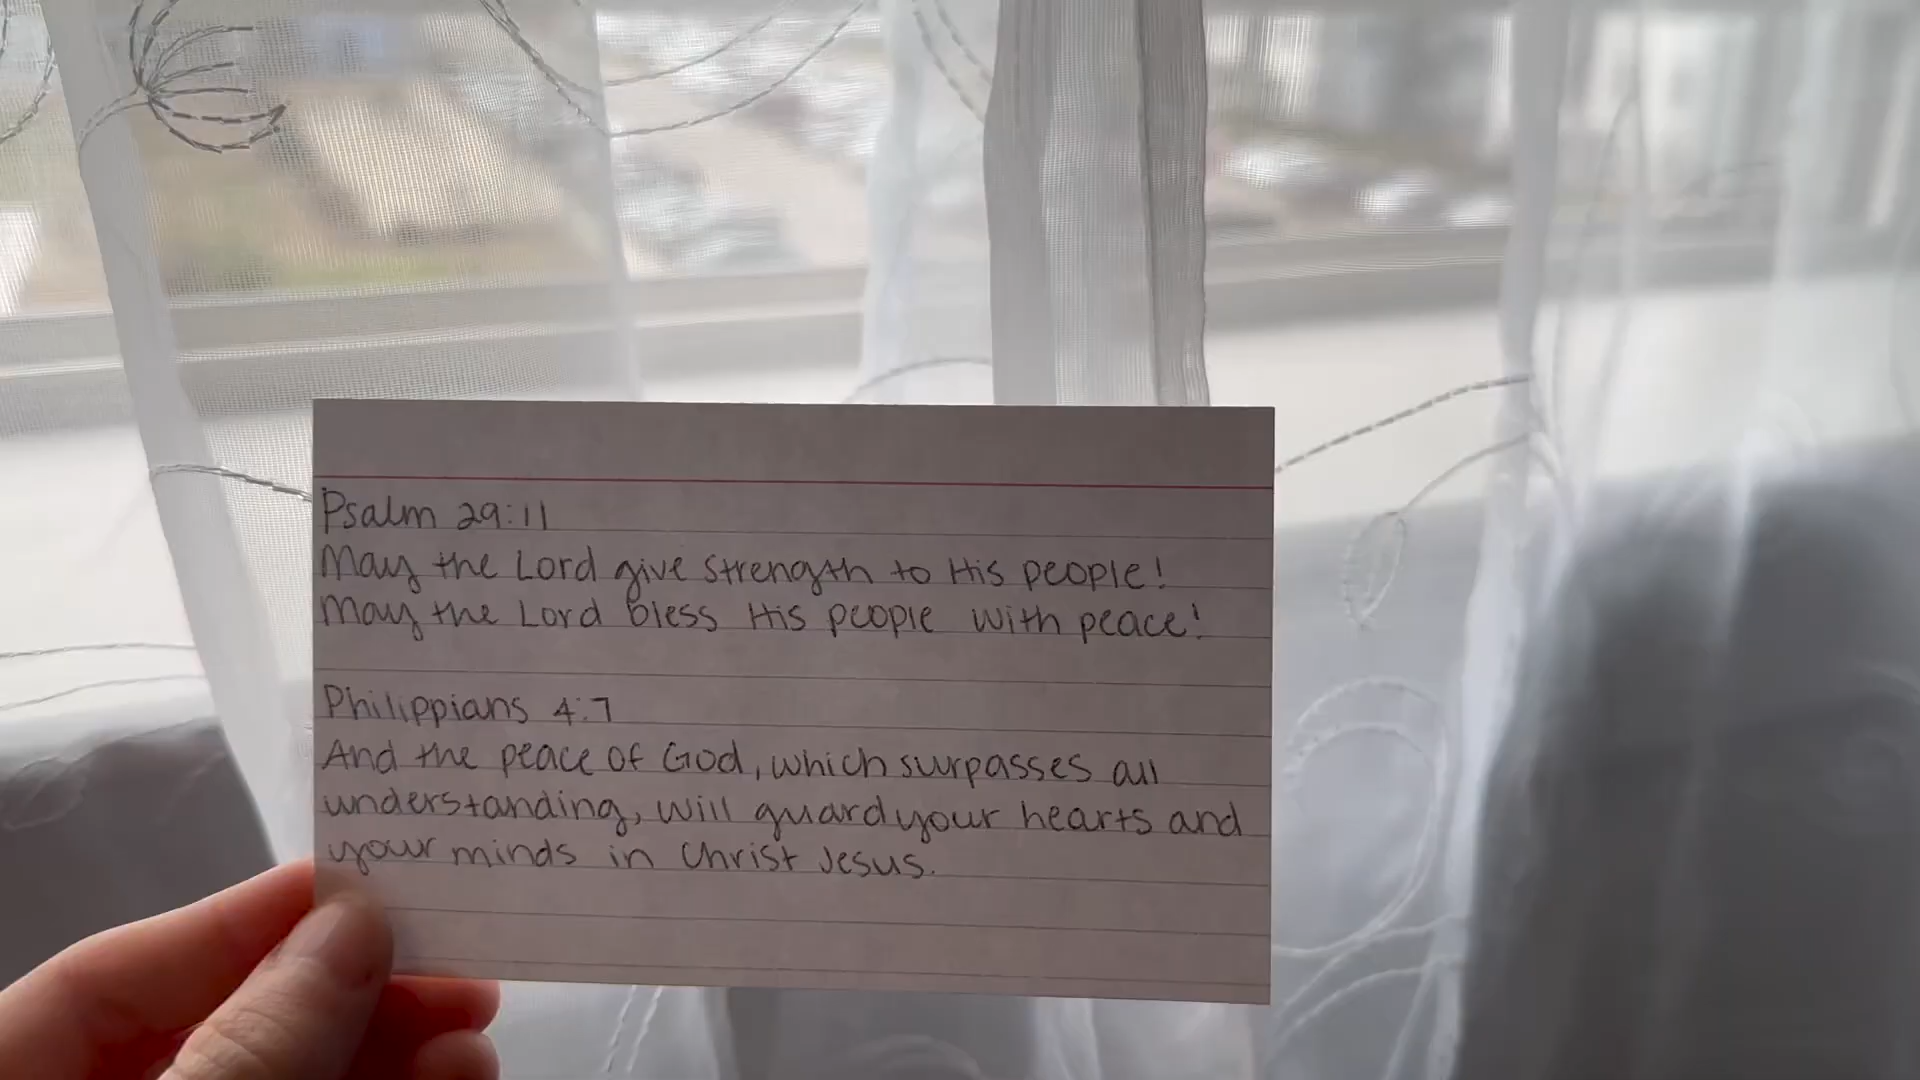 Psalm 29:11
May the Lord give strength to His people!
May the Lord bless His people with peace!
Philippians 4:7
And the peace of God, which surpasses all
understanding, will guard your hearts and
your minds in Christ Jesus.